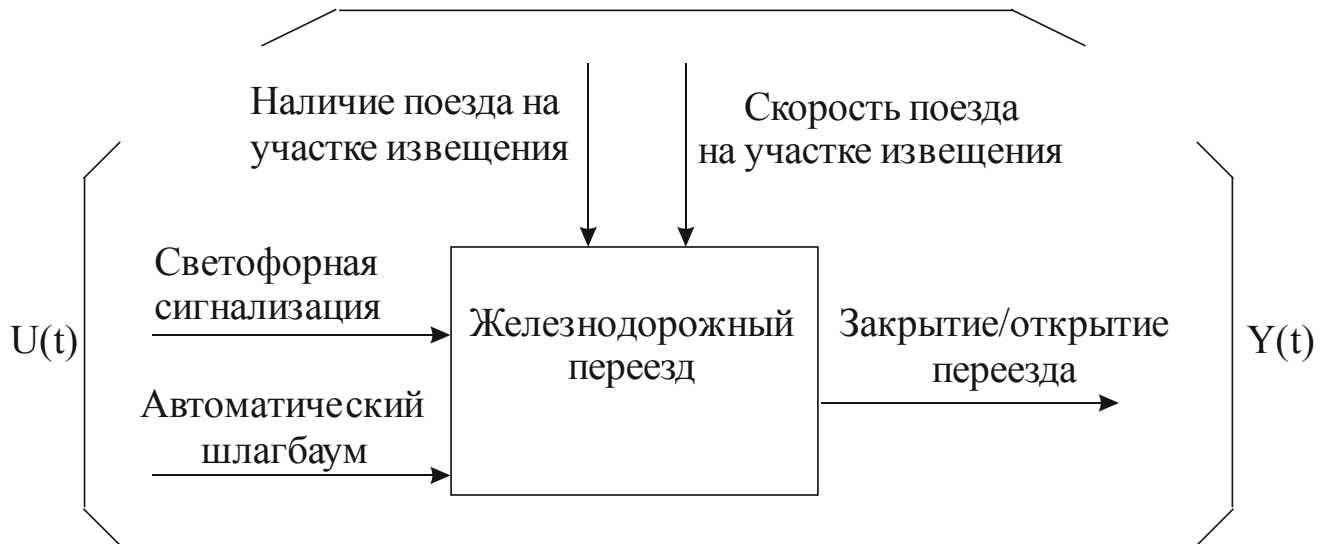 Наличие поезда на
участке извещения
Скорость поезда
на участке извещения
U(t)
Светофорная
сигнализация
Автоматический
шлагбаум
Железнодорожный
переезд
Закрытие/открытие
переезда
Y(t)